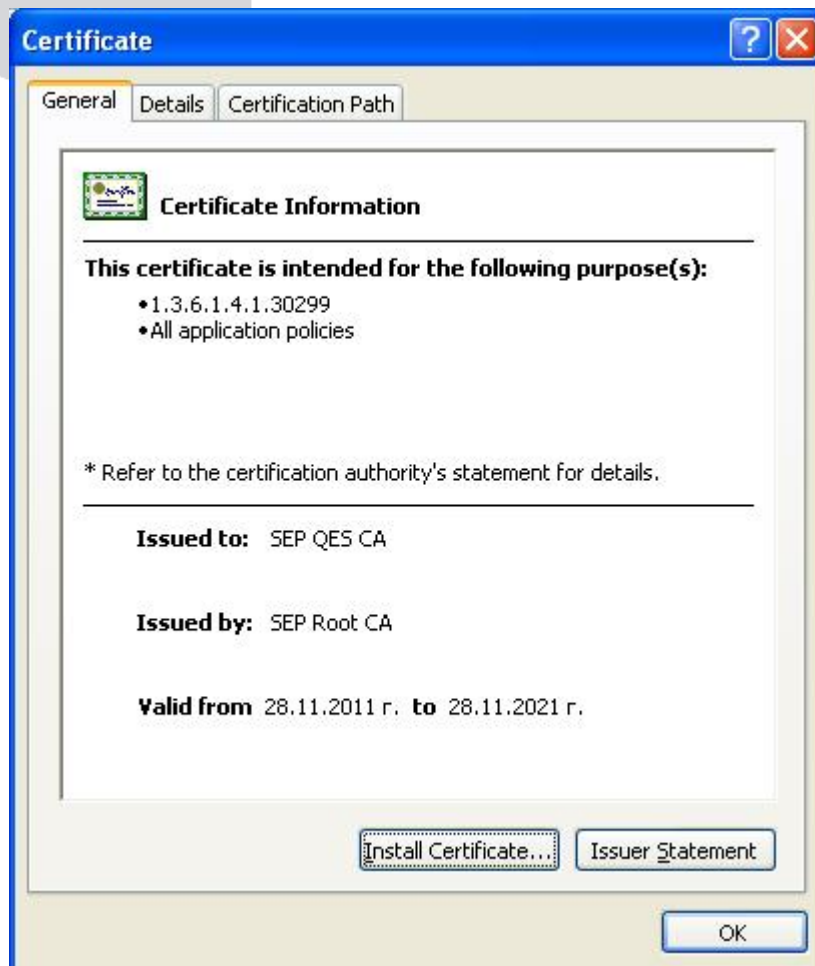 Certificate
General
Details
Certification Path
Certificate Information
This certificate is intended for the following purpose(s):
•1.3.6.1.4.1.30299
•All application policies
* Refer to the certification authority's statement for details.
Issued to: SEP QES CA
Issued by: SEP Root CA
Valid from 28.11.2011 г. to 28.11.2021 г.
Install Certificate...
Issuer Statement
OK